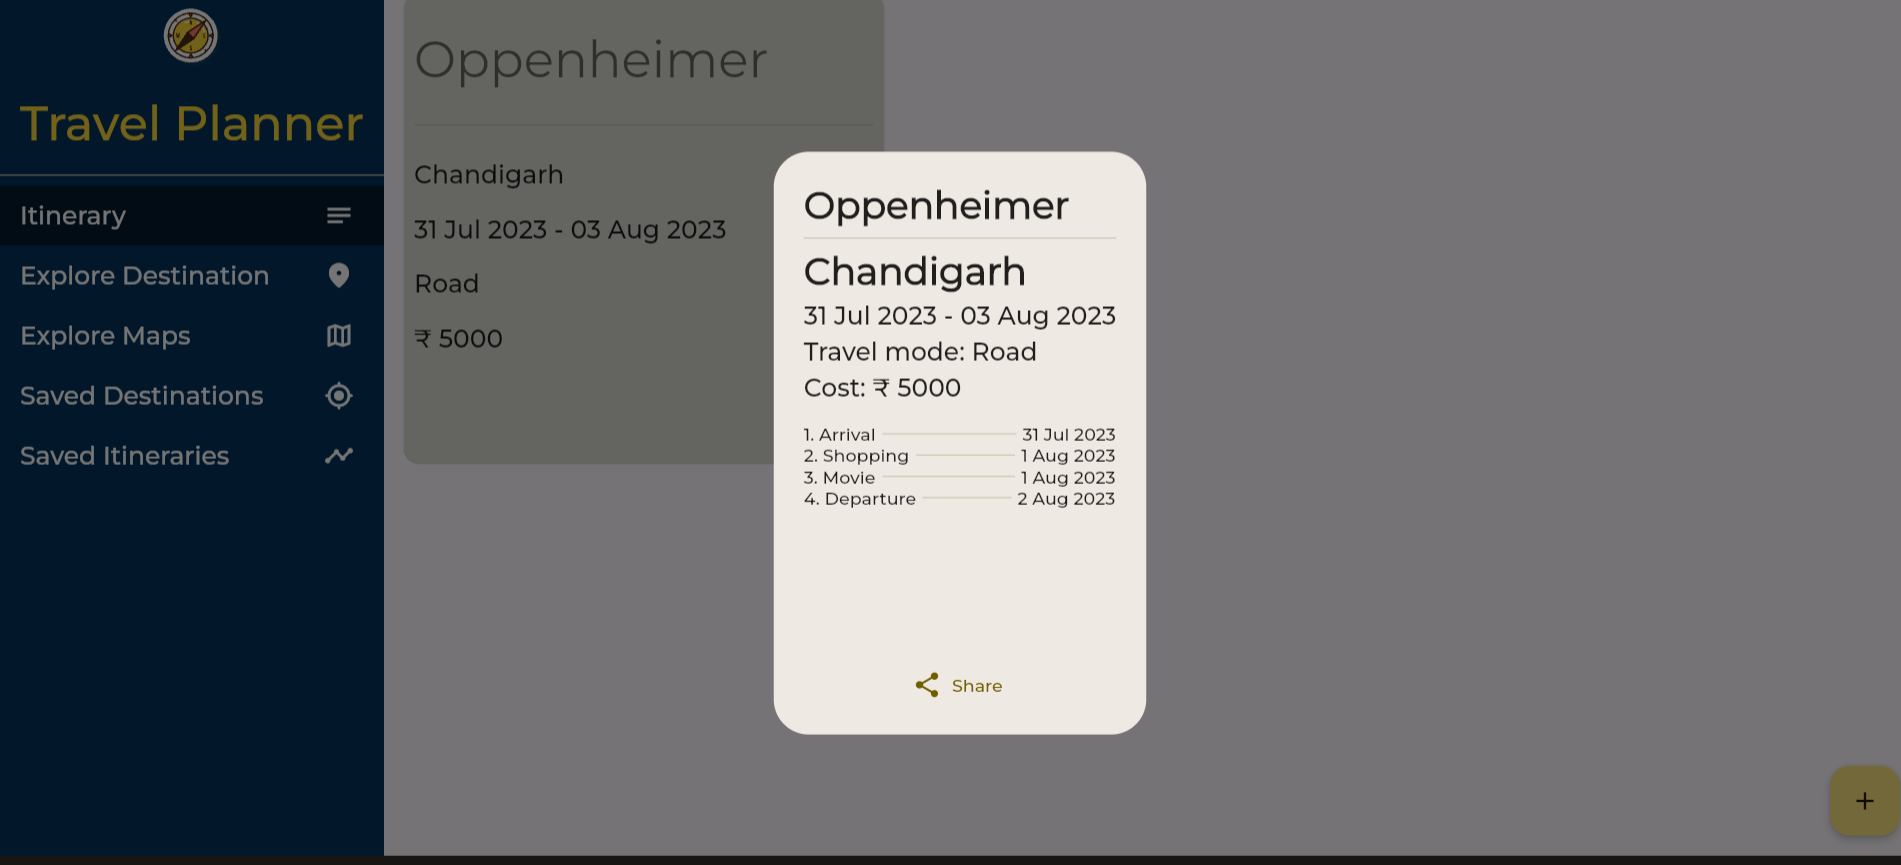 Travel Planner
Itinerary
Explore Destination
Explore Maps
Saved Destinations
Saved Itineraries
Oppenheimer
Chandigarh
31 Jul 2023 - 03 Aug 2023
Road
₹ 5000
Oppenheimer
Chandigarh
31 Jul 2023 - 03 Aug 2023
Travel mode: Road
Cost: ₹ 5000
1. Arrival 31 Jul 2023
2. Shopping 1 Aug 2023
3. Movie 1 Aug 2023
4. Departure 2 Aug 2023
Share
+